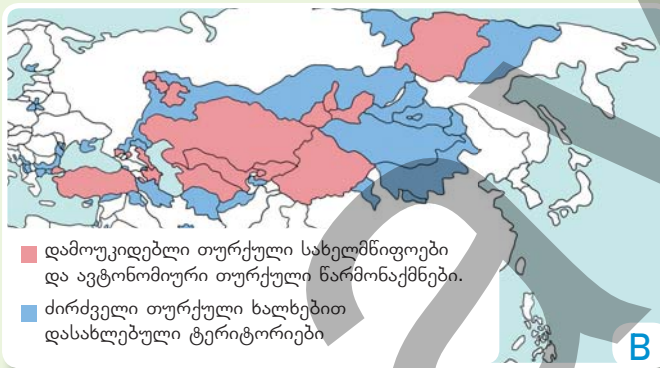 დამოუკიდებლი თურქული სახელმწიფოები
და ავტონომიური თურქული წარმონაქმნები.
ძირძველი თურქული ხალხებით
დასახლებული ტერიტორიები
B